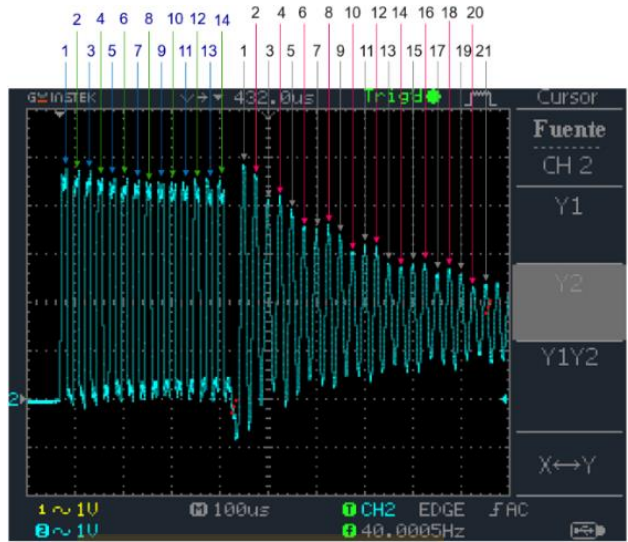 2 4 6 8 10 12 14 2 4 6 8 10 12 14 16 18 20
1 3 5 7 9 11 13 1 3 5 7 9 11 13 15 17 19 21
GWINSTEK 432.0us Trig'd Cursor
Fuente
CH 2
Y1
Y2
Y1Y2
X↔Y
2
1 ~ 1V M 100us T CH2 EDGE ƒ AC
2 ~ 1V f 40.0005Hz